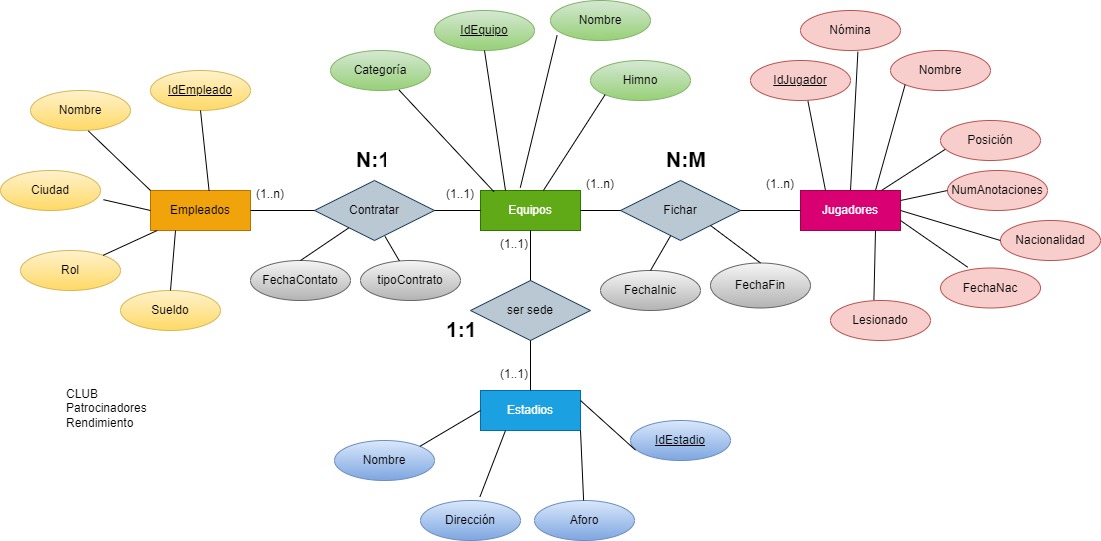 Nombre
IdEquipo
Nómina
Categoría
Himno
IdJugador
Nombre
IdEmpleado
Nombre
Posición
N:1
N:M
Ciudad
(1..n)
(1..1)
(1..n)
(1..n)
NumAnotaciones
Empleados
Contratar
Equipos
Fichar
Jugadores
(1..1)
Nacionalidad
Rol
FechaContato
tipoContrato
FechaInic
FechaFin
FechaNac
Sueldo
ser sede
Lesionado
1:1
(1..1)
CLUB
Patrocinadores
Rendimiento
Estadios
IdEstadio
Nombre
Dirección
Aforo